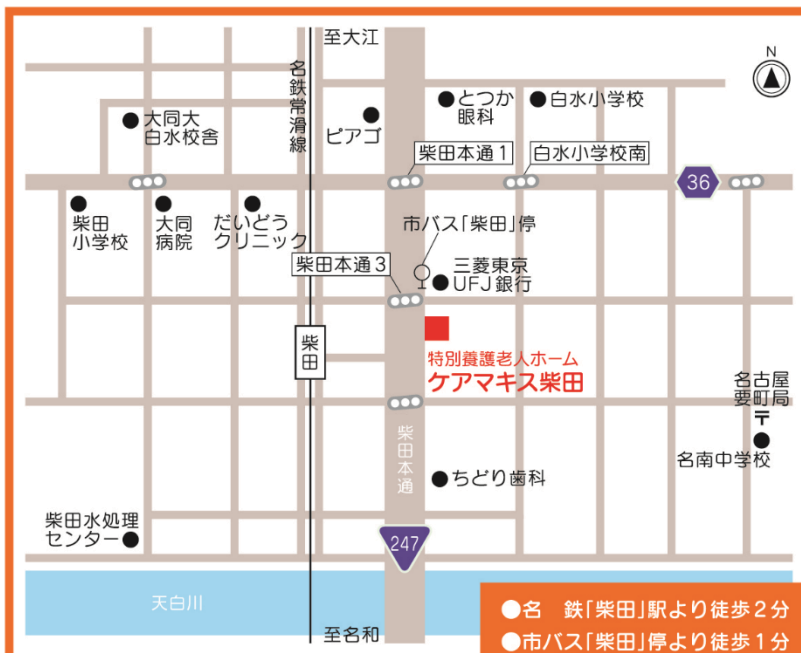 至大江
N
名鉄常滑線
とつか
眼科
白水小学校
大同大
白水校舎
ピアゴ
柴田本通1
白水小学校南
36
柴田
小学校
大同
病院
だいどう
クリニック
市バス「柴田」停
柴田本通3
三菱東京
UFJ銀行
柴田
特別養護老人ホーム
ケアマキス柴田
名古屋
要町局
〒
名南中学校
柴田本通
ちどり歯科
柴田水処理
センター
247
天白川
至名和
●名　鉄「柴田」駅より徒歩2分
●市バス「柴田」停より徒歩1分